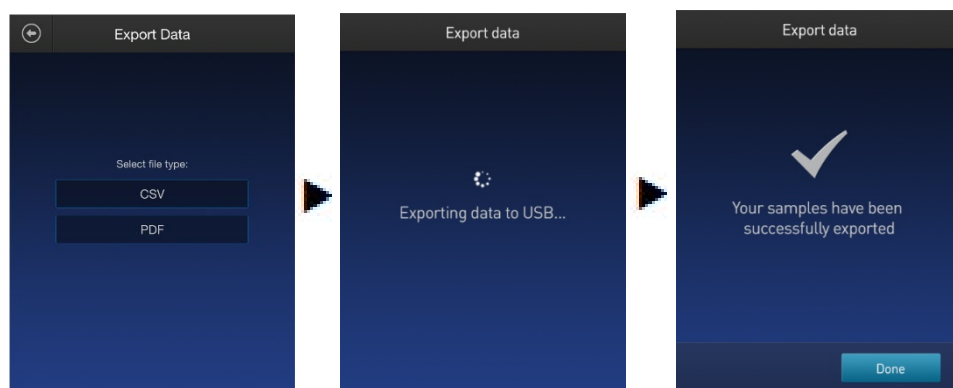 Export Data
Select file type:
CSV
PDF
Export data
Exporting data to USB...
Export data
Your samples have been
successfully exported
Done